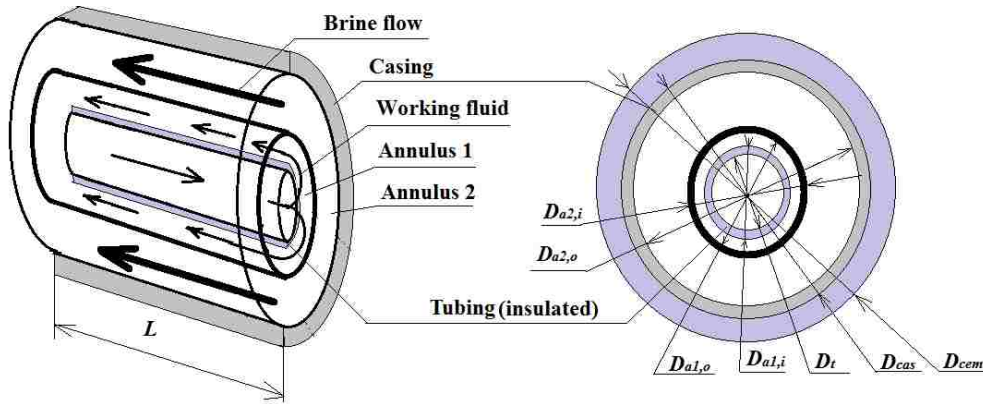 Brine flow
Casing
Working fluid
Annulus 1
Annulus 2
Tubing (insulated)
L
Da2,i
Da2,o
Da1,o
Da1,i
Dt
Dcas
Dcem